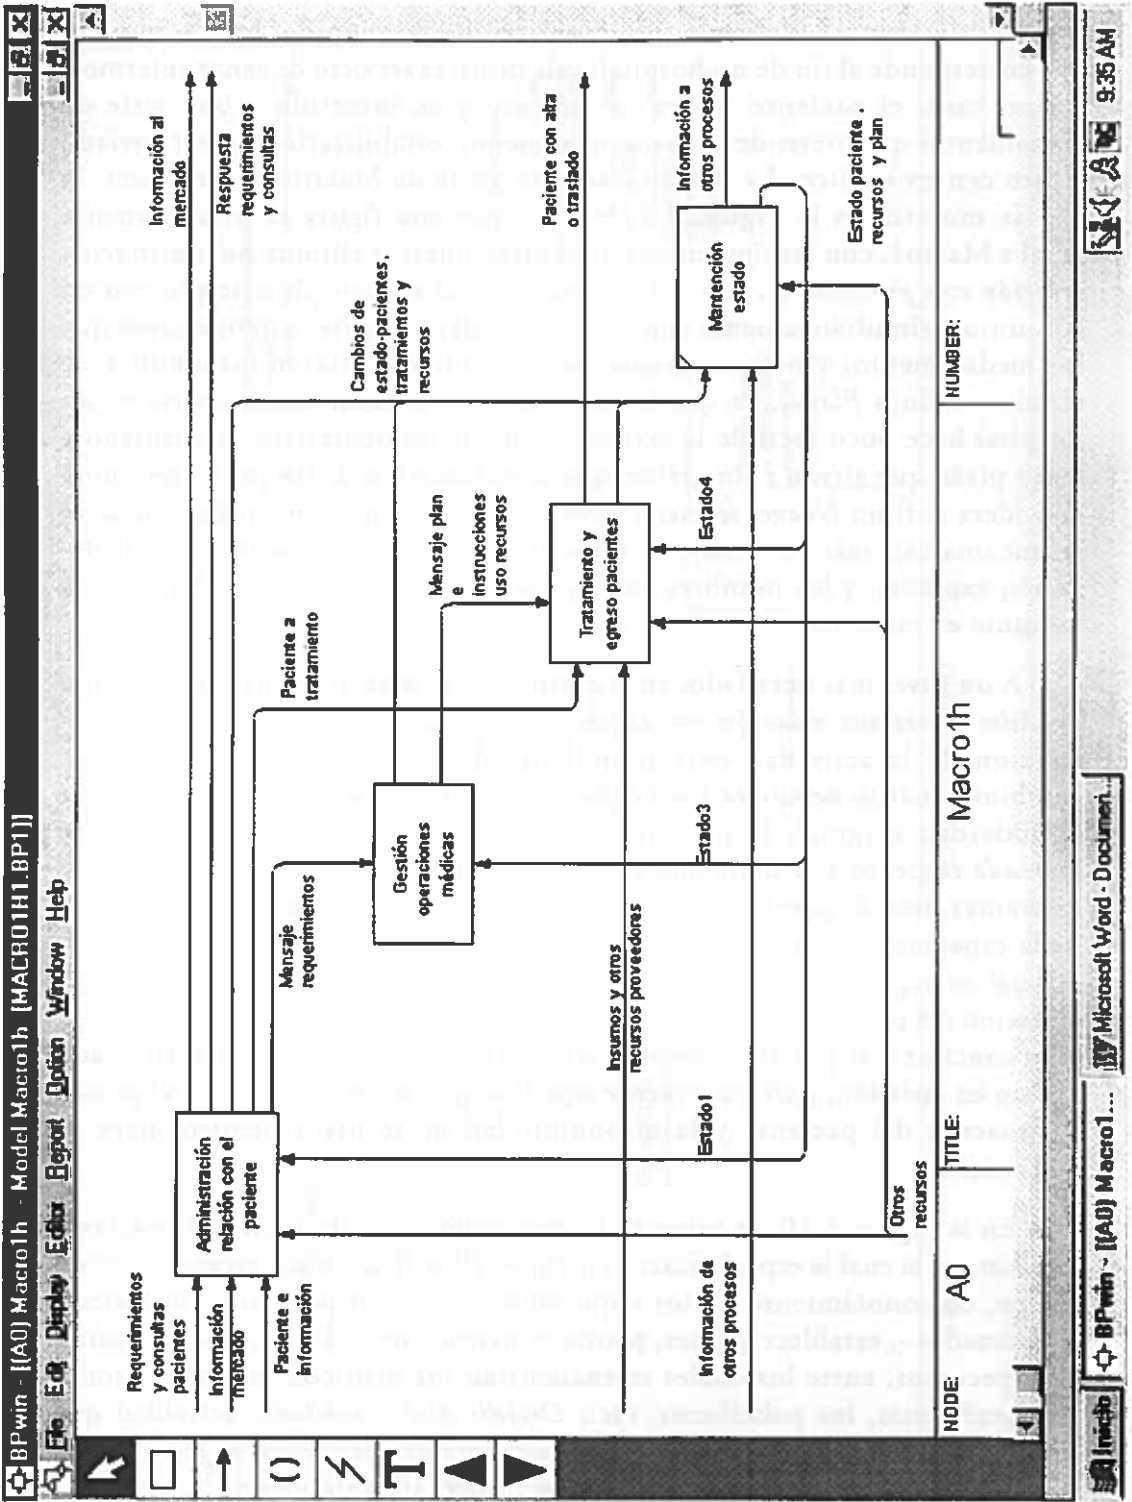 BPwin - [(A0) Macro1h - Model Macro1h [MACRO1H1.BP1]]
File Edit Display Editor Report Option Window Help
Requerimientos
y consultas
pacientes
Información
mercado
Paciente e
información
Administración
relación con el
paciente
Información al
mercado
Respuesta
requerimientos
y consultas
Mensaje
requerimientos
Gestión
operaciones
médicas
Paciente a
tratamiento
Cambios de
estado-pacientes,
tratamientos y
recursos
Mensaje plan
e
instrucciones
uso recursos
Tratamiento y
egreso pacientes
Paciente con alta
o traslado
Insumos y otros
recursos proveedores
Información de
otros procesos
Mantención
estado
Información a
otros procesos
Estado1
Estado3
Estado4
Estado paciente,
recursos y plan
Otros
recursos
NODE:
A0
TITLE:
Macro1h
NUMBER:
Inicio
BPwin - [(A0) Macro1...
Microsoft Word - Documen...
9:35 AM